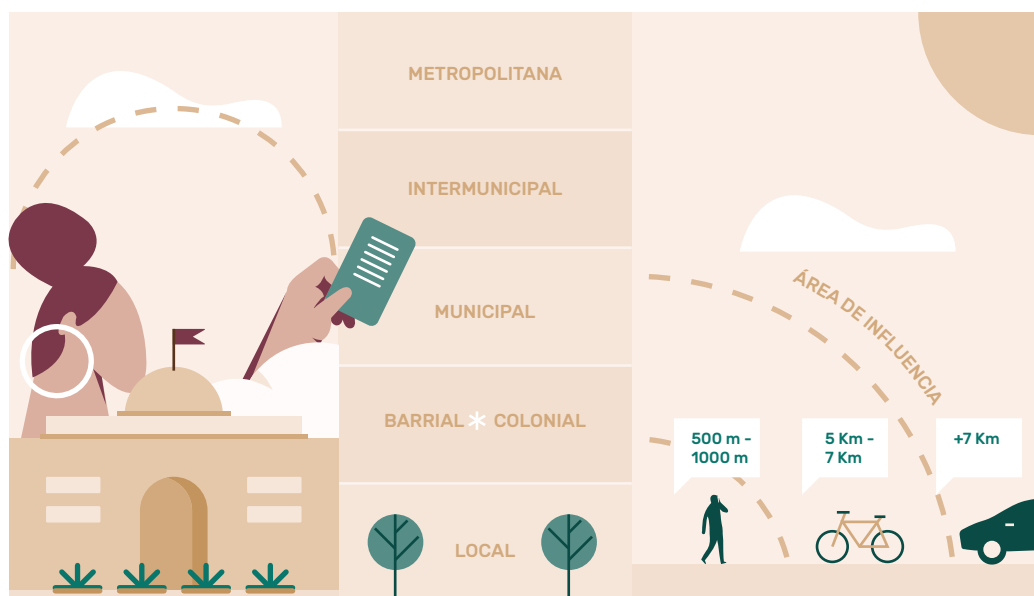 METROPOLITANA
INTERMUNICIPAL
MUNICIPAL
BARRIAL * COLONIAL
LOCAL
ÁREA DE INFLUENCIA
500 m -
1000 m
5 Km -
7 Km
+7 Km